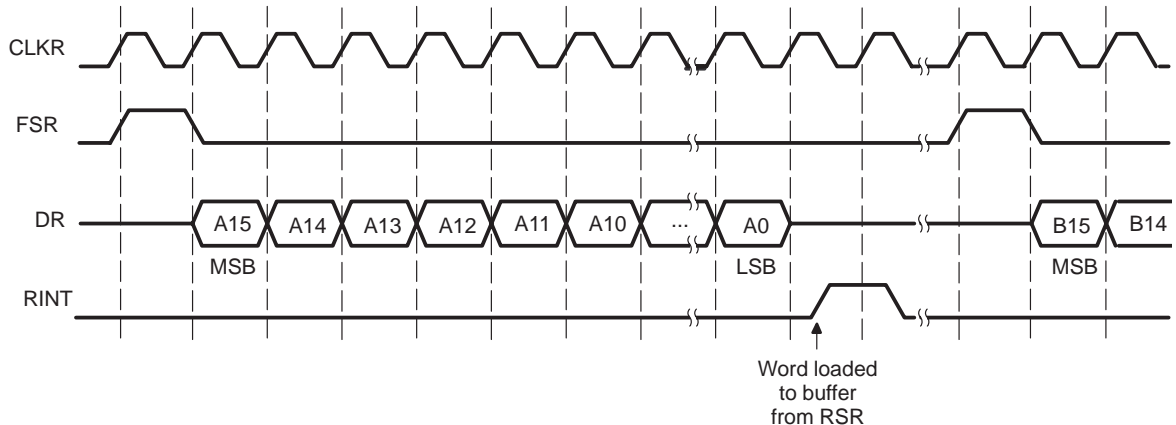 CLKR
FSR
DR
A15 A14 A13 A12 A11 A10 ... A0 B15 B14
MSB LSB MSB
RINT
Word loaded
to buffer
from RSR